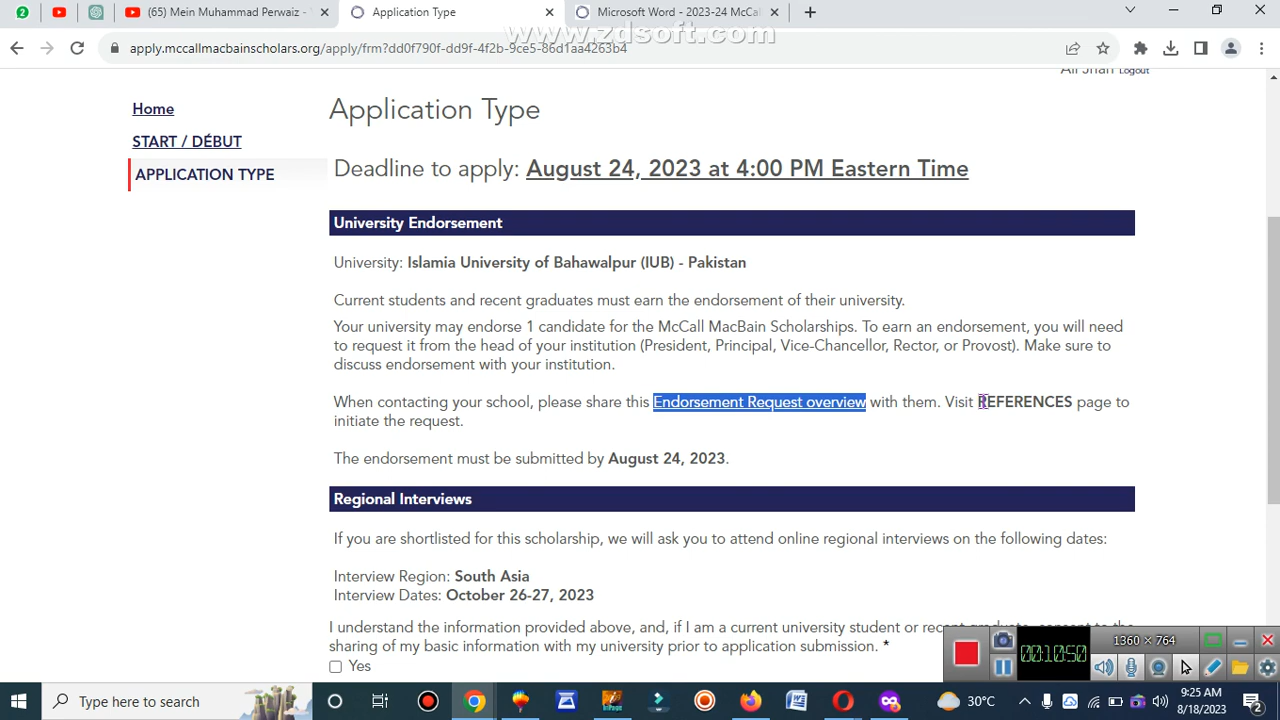 2
(65) Mein Muhammad Perwaiz -
Application Type
Microsoft Word - 2023-24 McCal
www.zdsoft.com
apply.mccallmacbainscholars.org/apply/frm?dd0f790f-dd9f-4f2b-9ce5-86d1aa4263b4
Logout
Home
Application Type
START / DÉBUT
APPLICATION TYPE
Deadline to apply: August 24, 2023 at 4:00 PM Eastern Time
University Endorsement
University: Islamia University of Bahawalpur (IUB) - Pakistan
Current students and recent graduates must earn the endorsement of their university.
Your university may endorse 1 candidate for the McCall MacBain Scholarships. To earn an endorsement, you will need
to request it from the head of your institution (President, Principal, Vice-Chancellor, Rector, or Provost). Make sure to
discuss endorsement with your institution.
When contacting your school, please share this Endorsement Request overview with them. Visit REFERENCES page to
initiate the request.
The endorsement must be submitted by August 24, 2023.
Regional Interviews
If you are shortlisted for this scholarship, we will ask you to attend online regional interviews on the following dates:
Interview Region: South Asia
Interview Dates: October 26-27, 2023
I understand the information provided above, and, if I am a current university student or recent graduate, consent to the
sharing of my basic information with my university prior to application submission. *
Yes
00:10:50
1360 × 764
Type here to search
30°C
9:25 AM
8/18/2023
2